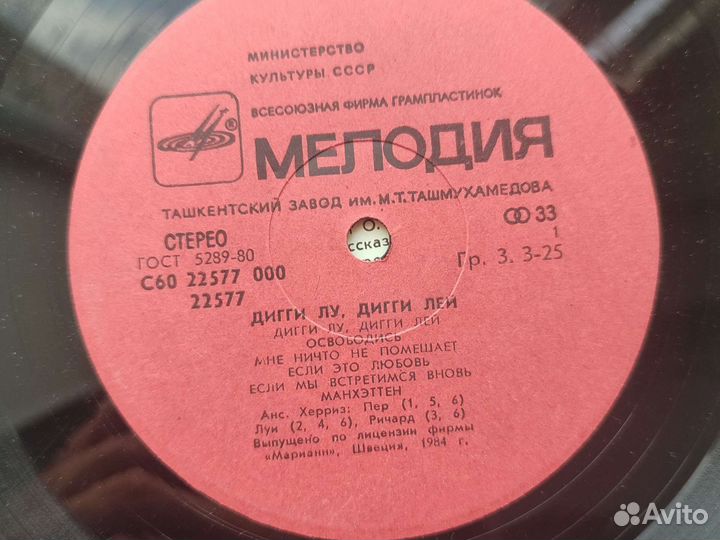 МИНИСТЕРСТВО
КУЛЬТУРЫ СССР
ВСЕСОЮЗНАЯ ФИРМА ГРАМПЛАСТИНОК
®
МЕЛОДИЯ
ТАШКЕНТСКИЙ ЗАВОД ИМ. М.Т. ТАШМУХАМЕДОВА
СТЕРЕО
33
ГОСТ 5289-80
О.
ссказ
1
С60 22577 000
Гр. 3. 3-25
22577
ДИГГИ ЛУ, ДИГГИ ЛЕЙ
ДИГГИ ЛУ, ДИГГИ ЛЕЙ
ОСВОБОДИСЬ
МНЕ НИЧТО НЕ ПОМЕШАЕТ
ЕСЛИ ЭТО ЛЮБОВЬ
ЕСЛИ МЫ ВСТРЕТИМСЯ ВНОВЬ
МАНХЭТТЕН
Анс. Херриз: Пер (1, 5, 6)
Луи (2, 4, 6), Ричард (3, 6)
Выпущено по лицензии фирмы
«Марианн», Швеция, 1984 г.
Avito